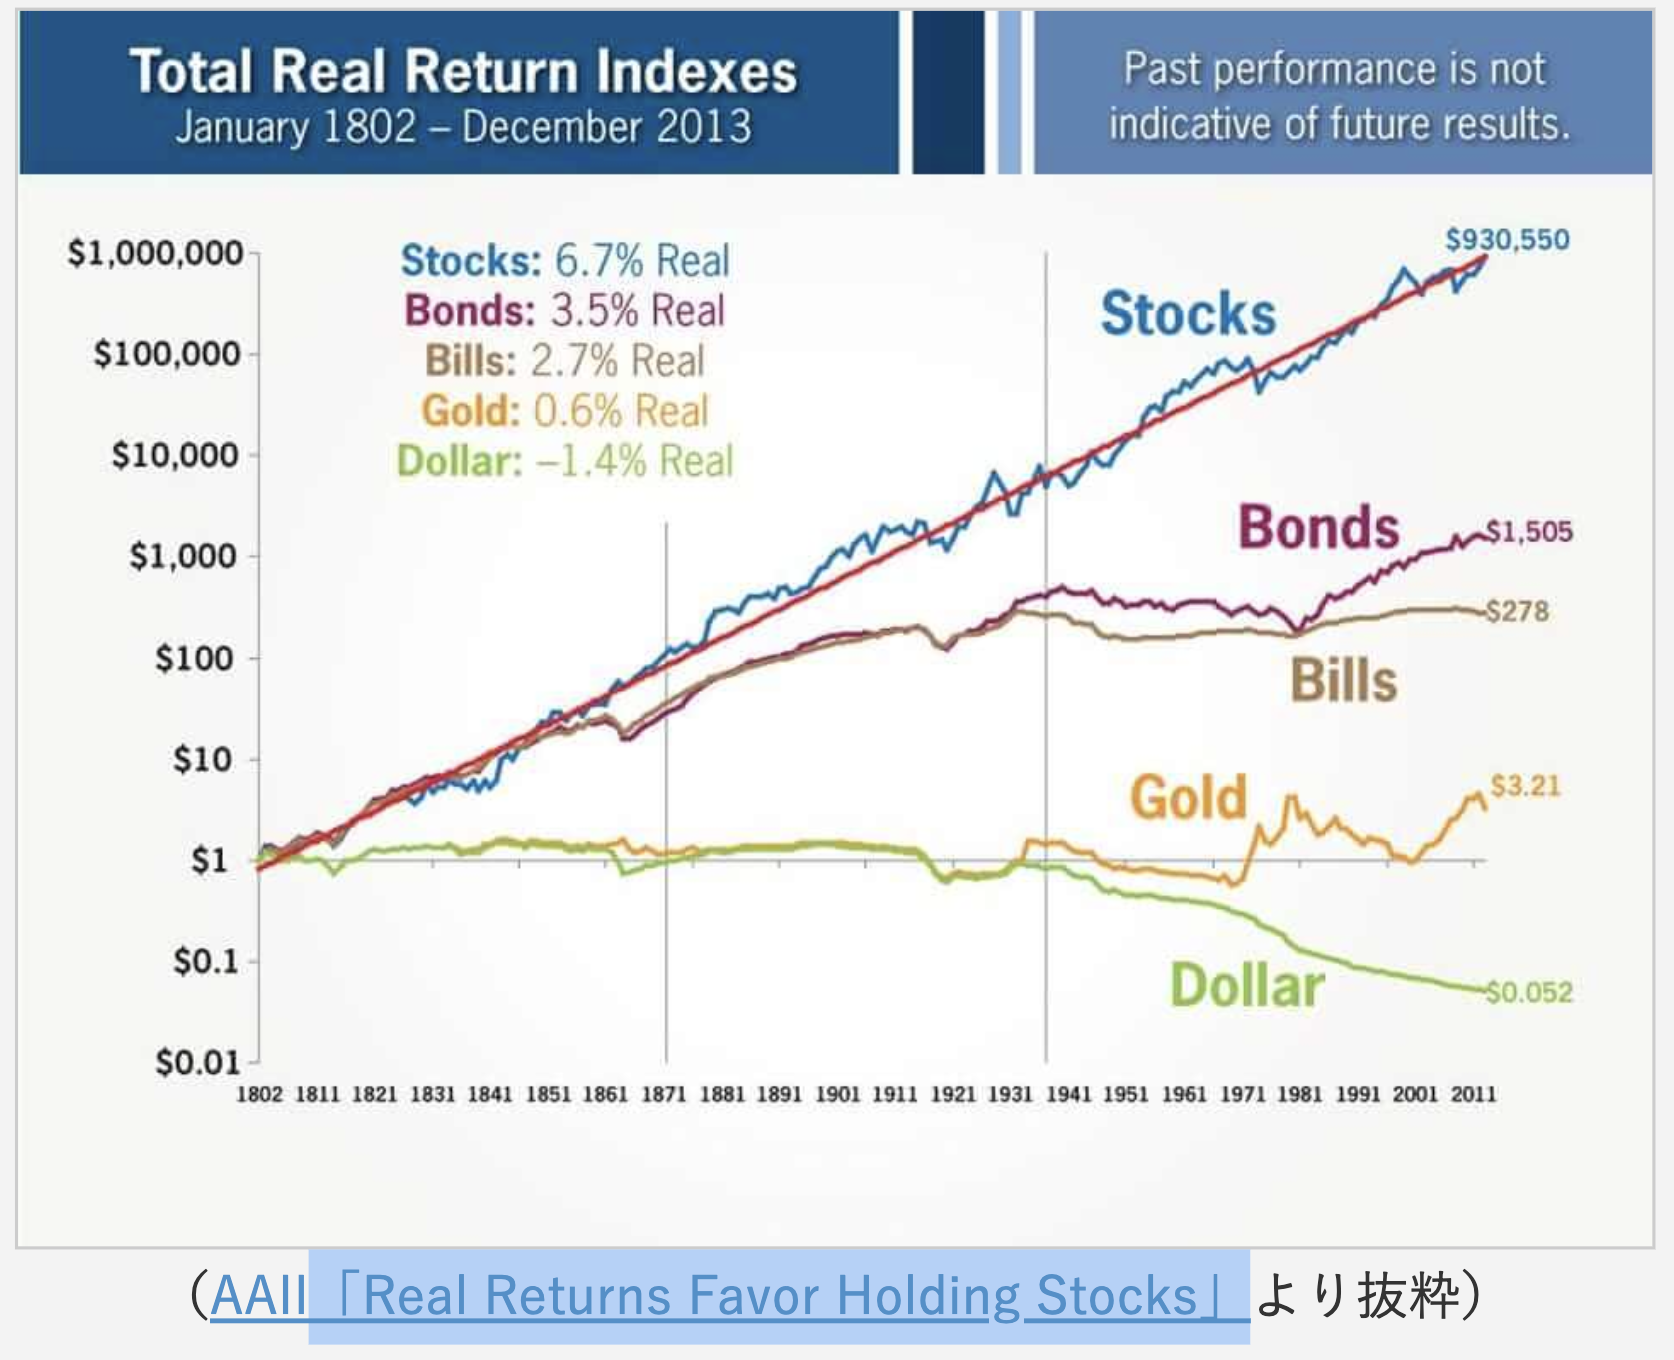 Total Real Return Indexes
January 1802 – December 2013
Past performance is not
indicative of future results.
$1,000,000
$100,000
$10,000
$1,000
$100
$10
$1
$0.1
$0.01
Stocks: 6.7% Real
Bonds: 3.5% Real
Bills: 2.7% Real
Gold: 0.6% Real
Dollar: –1.4% Real
$930,550
Stocks
Bonds
$1,505
$278
Bills
Gold
$3.21
Dollar
$0.052
1802 1811 1821 1831 1841 1851 1861 1871 1881 1891 1901 1911 1921 1931 1941 1951 1961 1971 1981 1991 2001 2011
（AAII「Real Returns Favor Holding Stocks」より抜粋）